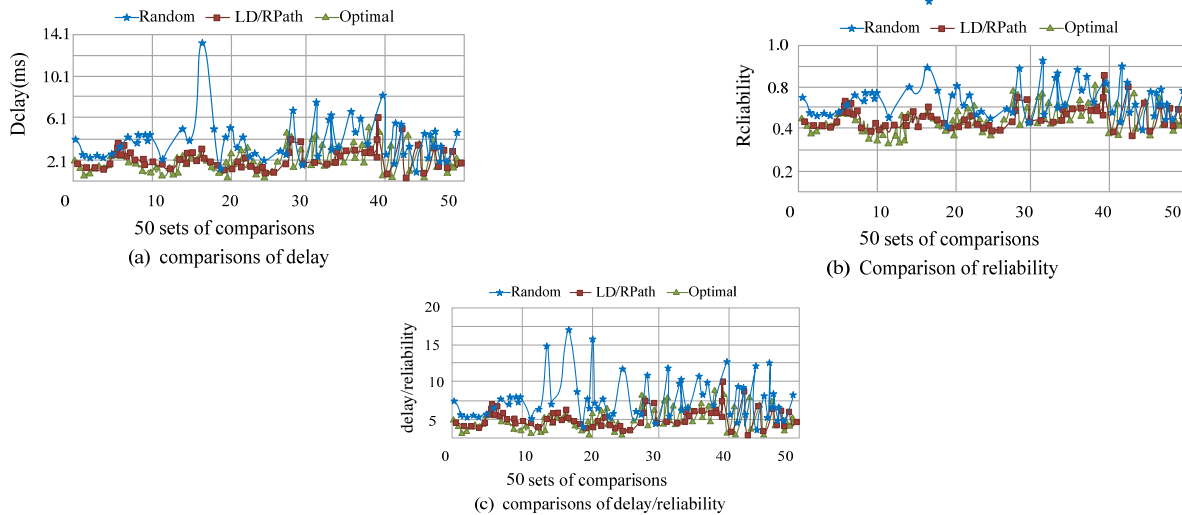 Random LD/RPath Optimal
Dclay(ms)
14.1
10.1
6.1
2.1
0 10 20 30 40 50
50 sets of comparisons
(a) comparisons of delay
Random LD/RPath Optimal
Rcliability
1.0
0.8
0.4
0.2
0 10 20 30 40 50
50 sets of comparisons
(b) Comparison of reliability
Random LD/RPath Optimal
delay/reliability
20
15
10
5
0 10 20 30 40 50
50 sets of comparisons
(c) comparisons of delay/reliability